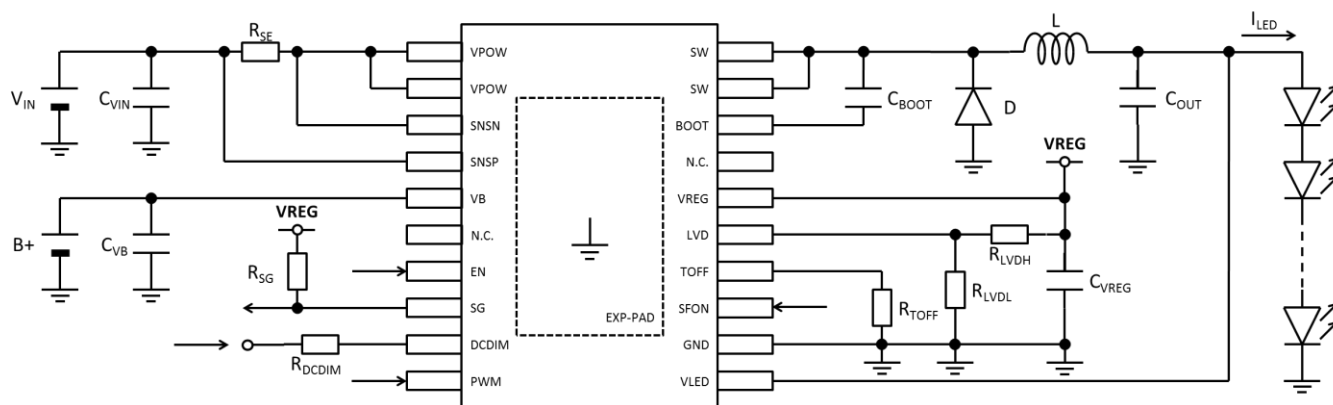 R_SE
V_IN
C_VIN
B+
C_VB
VREG
R_SG
R_DCDIM
VPOW
VPOW
SNSN
SNSP
VB
N.C.
EN
SG
DCDIM
PWM
EXP-PAD
SW
SW
BOOT
N.C.
VREG
LVD
TOFF
SFON
GND
VLED
C_BOOT
D
L
C_OUT
I_LED
VREG
R_LVDH
R_LVDL
R_TOFF
C_VREG